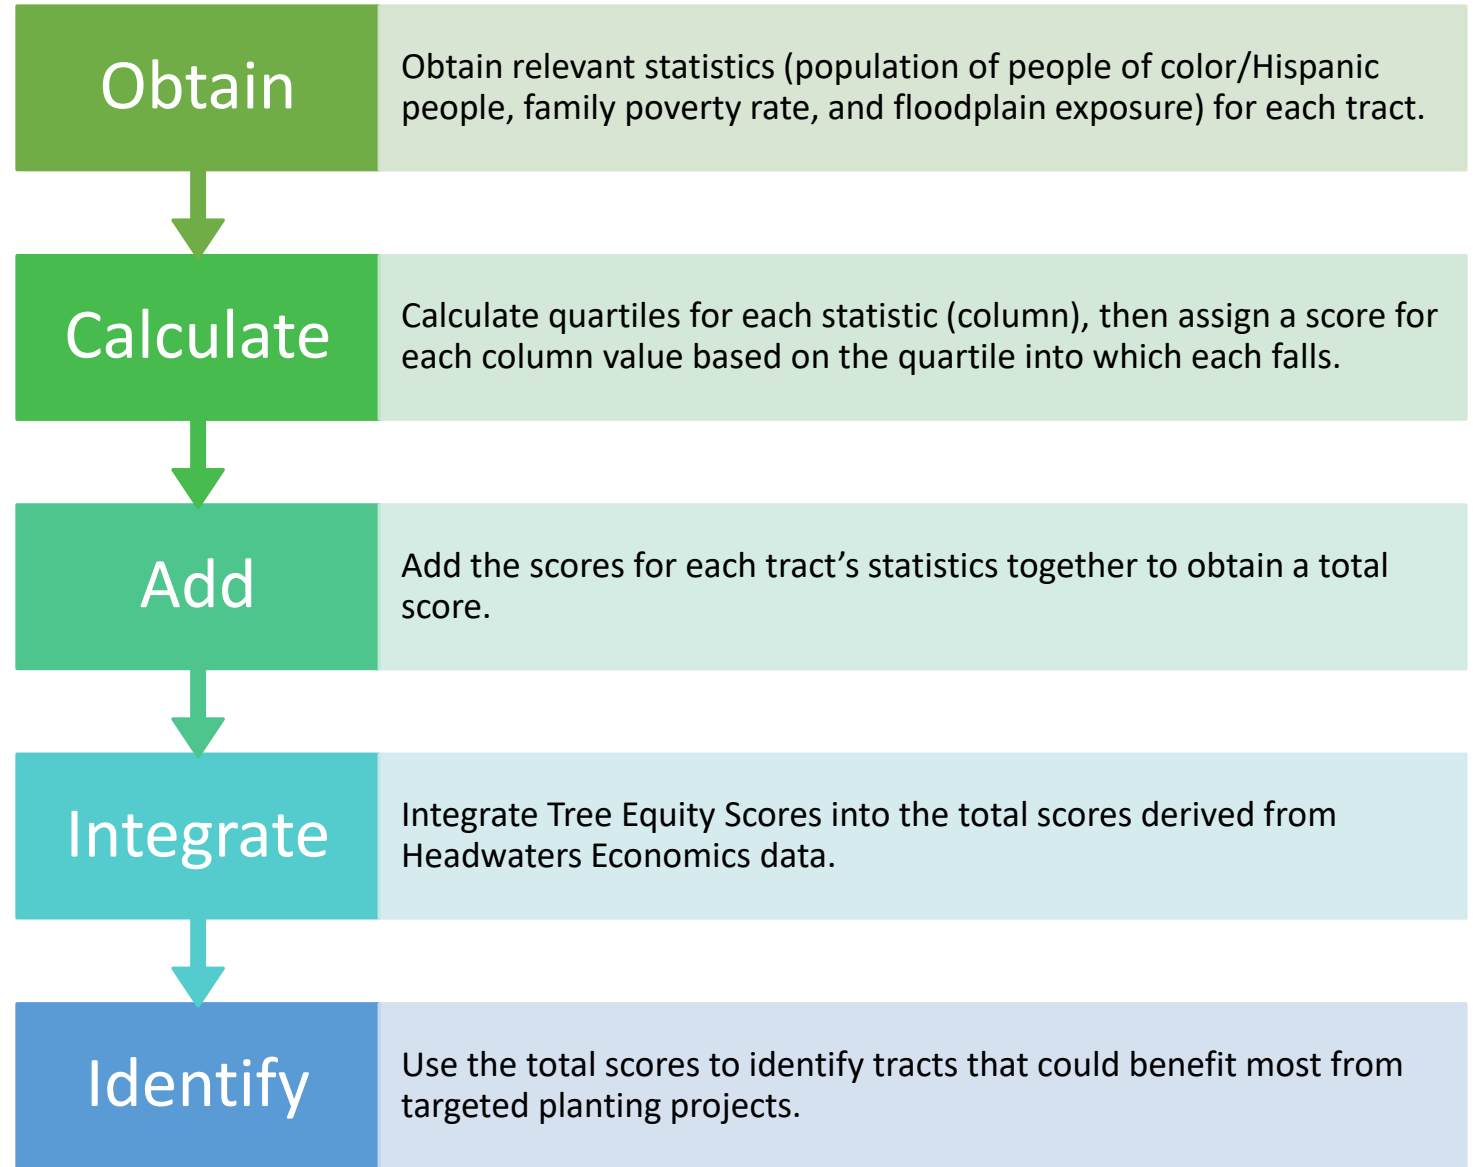 Obtain
Obtain relevant statistics (population of people of color/Hispanic
people, family poverty rate, and floodplain exposure) for each tract.
Calculate
Calculate quartiles for each statistic (column), then assign a score for
each column value based on the quartile into which each falls.
Add
Add the scores for each tract’s statistics together to obtain a total
score.
Integrate
Integrate Tree Equity Scores into the total scores derived from
Headwaters Economics data.
Identify
Use the total scores to identify tracts that could benefit most from
targeted planting projects.